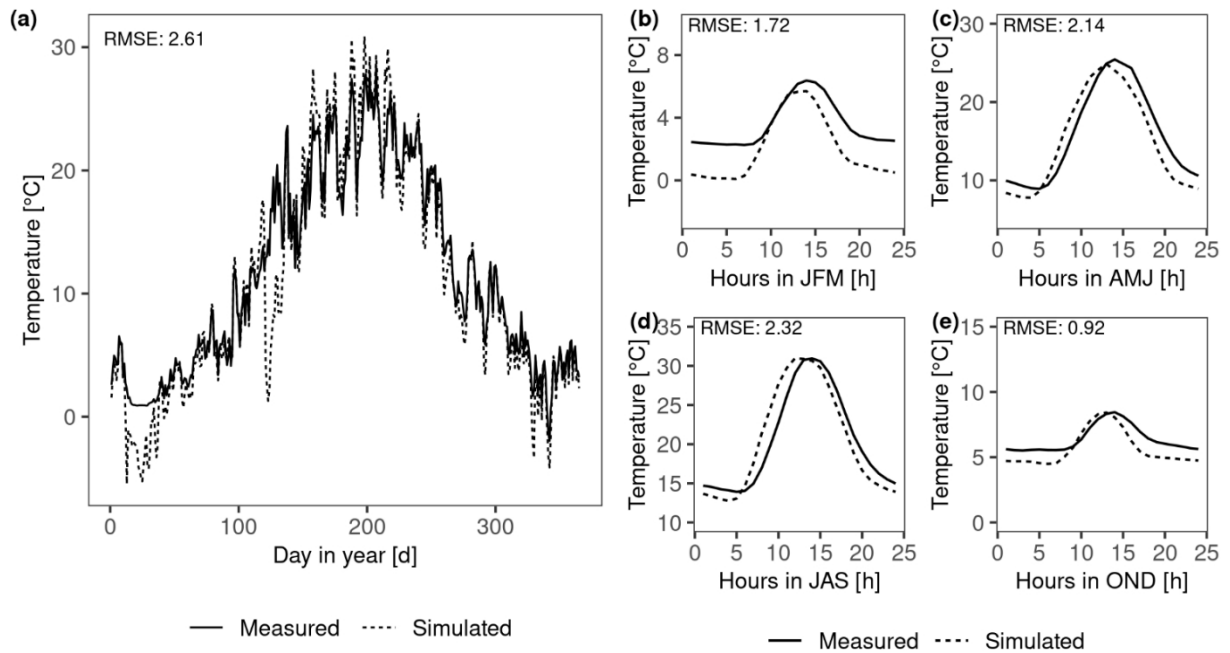 (a)
RMSE: 2.61
30
20
10
0
Temperature [°C]
0 100 200 300
Day in year [d]
Measured Simulated
(b)
RMSE: 1.72
8
4
0
Temperature [°C]
0 5 10 15 20 25
Hours in JFM [h]
(c)
RMSE: 2.14
30
20
10
Temperature [°C]
0 5 10 15 20 25
Hours in AMJ [h]
(d)
RMSE: 2.32
35
30
25
20
15
10
Temperature [°C]
0 5 10 15 20 25
Hours in JAS [h]
(e)
RMSE: 0.92
15
10
5
0
Temperature [°C]
0 5 10 15 20 25
Hours in OND [h]
Measured Simulated